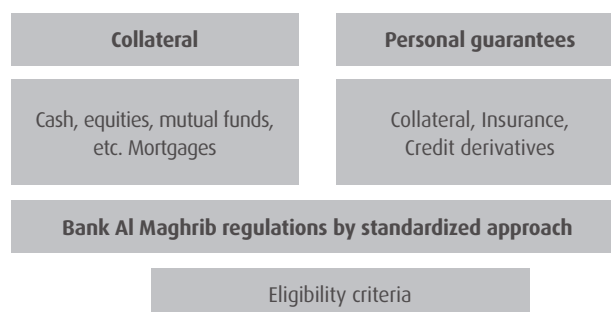 Collateral
Personal guarantees
Cash, equities, mutual funds,
etc. Mortgages
Collateral, Insurance,
Credit derivatives
Bank Al Maghrib regulations by standardized approach
Eligibility criteria